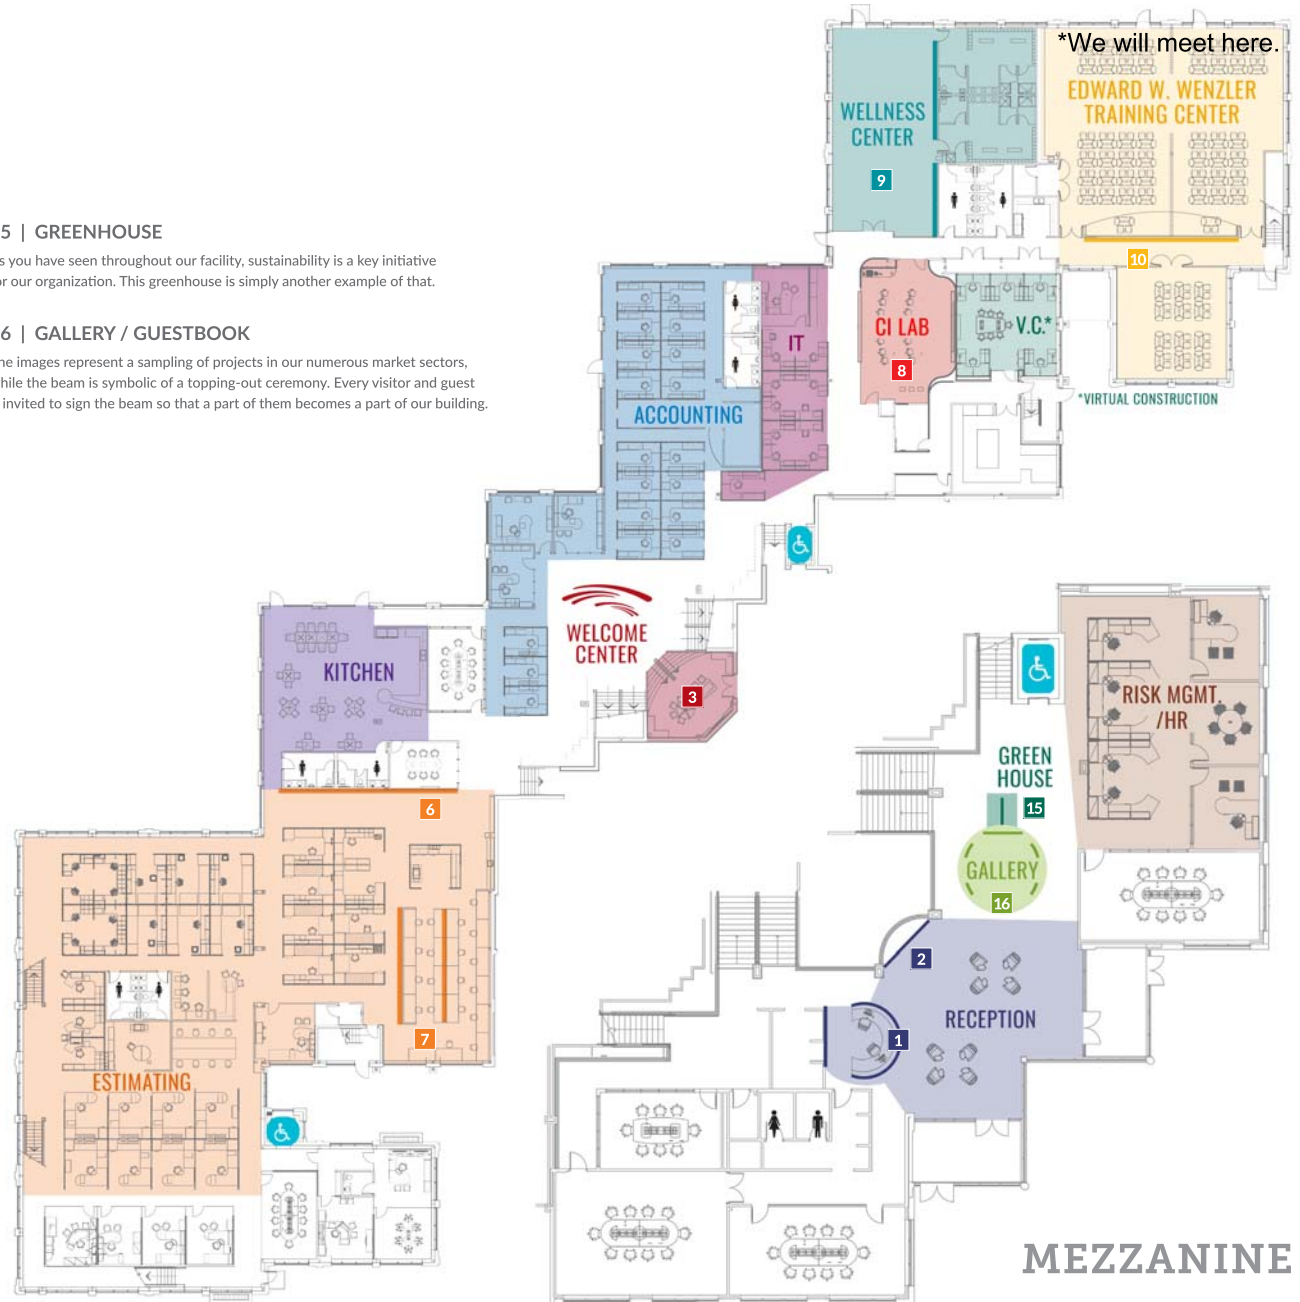 *We will meet here.
EDWARD W. WENZLER
TRAINING CENTER
WELLNESS
CENTER
9
10
5 | GREENHOUSE
s you have seen throughout our facility, sustainability is a key initiative
or our organization. This greenhouse is simply another example of that.
6 | GALLERY / GUESTBOOK
he images represent a sampling of projects in our numerous market sectors,
hile the beam is symbolic of a topping-out ceremony. Every visitor and guest
invited to sign the beam so that a part of them becomes a part of our building.
IT
CI LAB
8
V.C.*
*VIRTUAL CONSTRUCTION
ACCOUNTING
WELCOME
CENTER
3
KITCHEN
RISK MGMT.
/HR
GREEN
HOUSE
15
GALLERY
16
6
7
2
RECEPTION
1
ESTIMATING
MEZZANINE